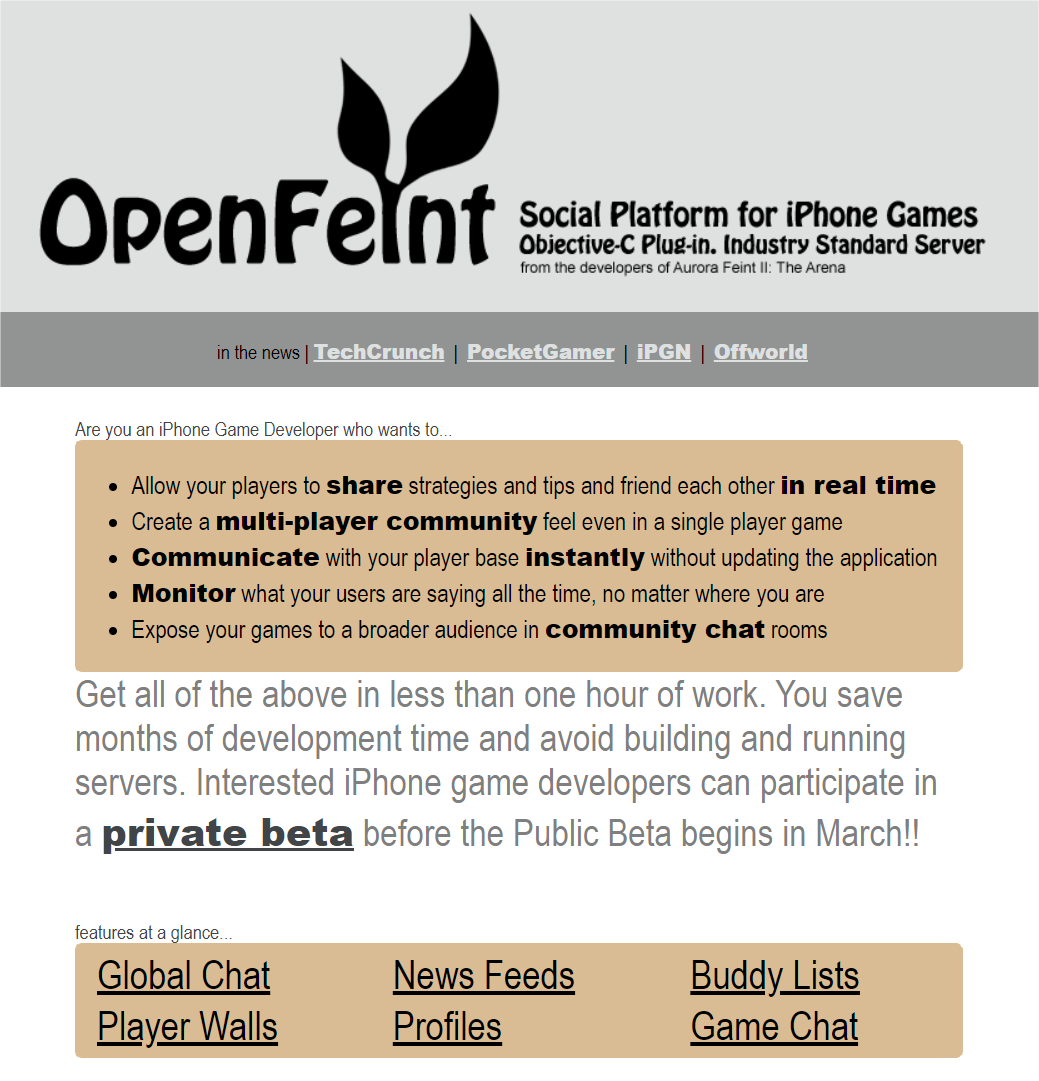 OpenFeint
Social Platform for iPhone Games
Objective-C Plug-in. Industry Standard Server
from the developers of Aurora Feint II: The Arena
in the news | TechCrunch | PocketGamer | iPGN | Offworld
Are you an iPhone Game Developer who wants to...
• Allow your players to share strategies and tips and friend each other in real time
• Create a multi-player community feel even in a single player game
• Communicate with your player base instantly without updating the application
• Monitor what your users are saying all the time, no matter where you are
• Expose your games to a broader audience in community chat rooms
Get all of the above in less than one hour of work. You save
months of development time and avoid building and running
servers. Interested iPhone game developers can participate in
a private beta before the Public Beta begins in March!!
features at a glance...
Global Chat News Feeds Buddy Lists
Player Walls Profiles Game Chat